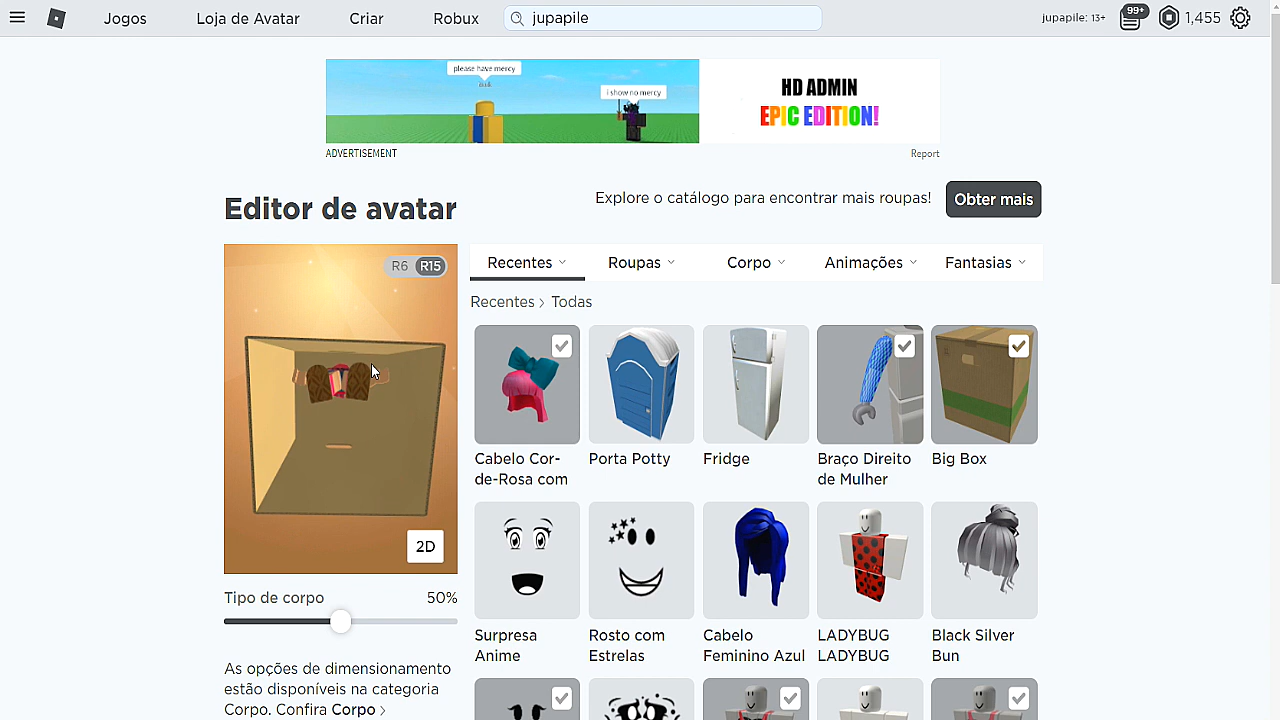 Jogos Loja de Avatar Criar Robux jupapile jupapile: 13+ 99+ 1,455
please have mercy
i show no mercy
HD ADMIN
EPIC EDITION!
ADVERTISEMENT Report
Editor de avatar
Explore o catálogo para encontrar mais roupas! Obter mais
R6 R15
2D
Tipo de corpo 50%
As opções de dimensionamento
estão disponíveis na categoria
Corpo. Confira Corpo >
Recentes Roupas Corpo Animações Fantasias
Recentes > Todas
Cabelo Cor-
de-Rosa com
Porta Potty
Fridge
Braço Direito
de Mulher
Big Box
Surpresa
Anime
Rosto com
Estrelas
Cabelo
Feminino Azul
LADYBUG
LADYBUG
Black Silver
Bun